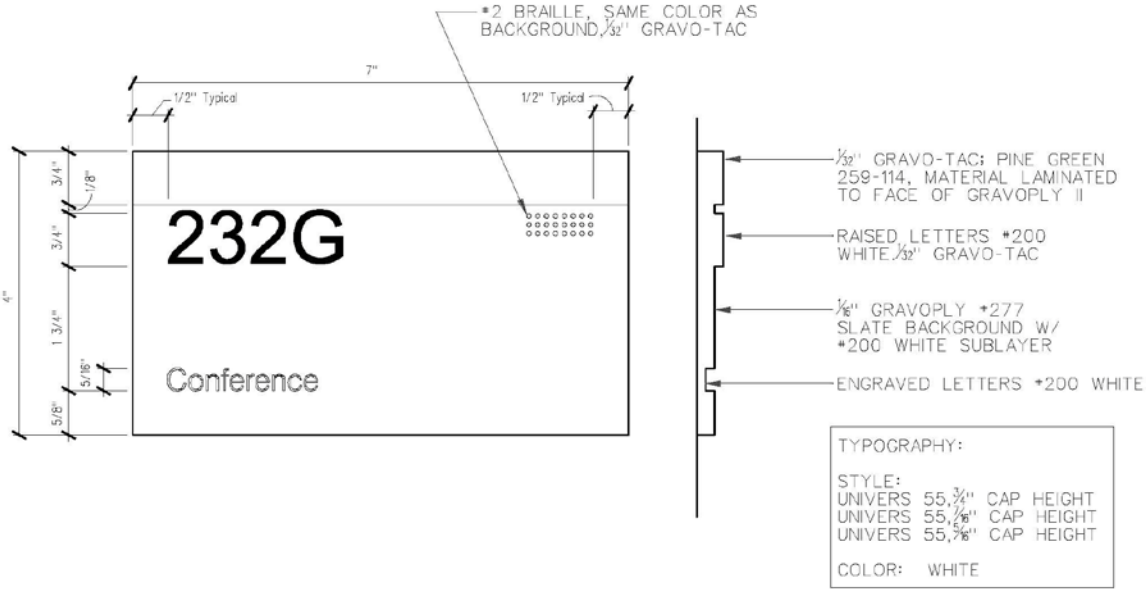 #2 BRAILLE, SAME COLOR AS
BACKGROUND, 1/32" GRAVO-TAC
7"
1/2" Typical
1/2" Typical
3/4"
1/8"
3/4"
4"
1 3/4"
5/16"
5/8"
232G
Conference
1/32" GRAVO-TAC; PINE GREEN
259-114, MATERIAL LAMINATED
TO FACE OF GRAVOPLY II
RAISED LETTERS #200
WHITE, 1/32" GRAVO-TAC
1/16" GRAVOPLY #277
SLATE BACKGROUND W/
#200 WHITE SUBLAYER
ENGRAVED LETTERS #200 WHITE
TYPOGRAPHY:
STYLE:
UNIVERS 55, 3/4" CAP HEIGHT
UNIVERS 55, 7/16" CAP HEIGHT
UNIVERS 55, 5/16" CAP HEIGHT
COLOR: WHITE